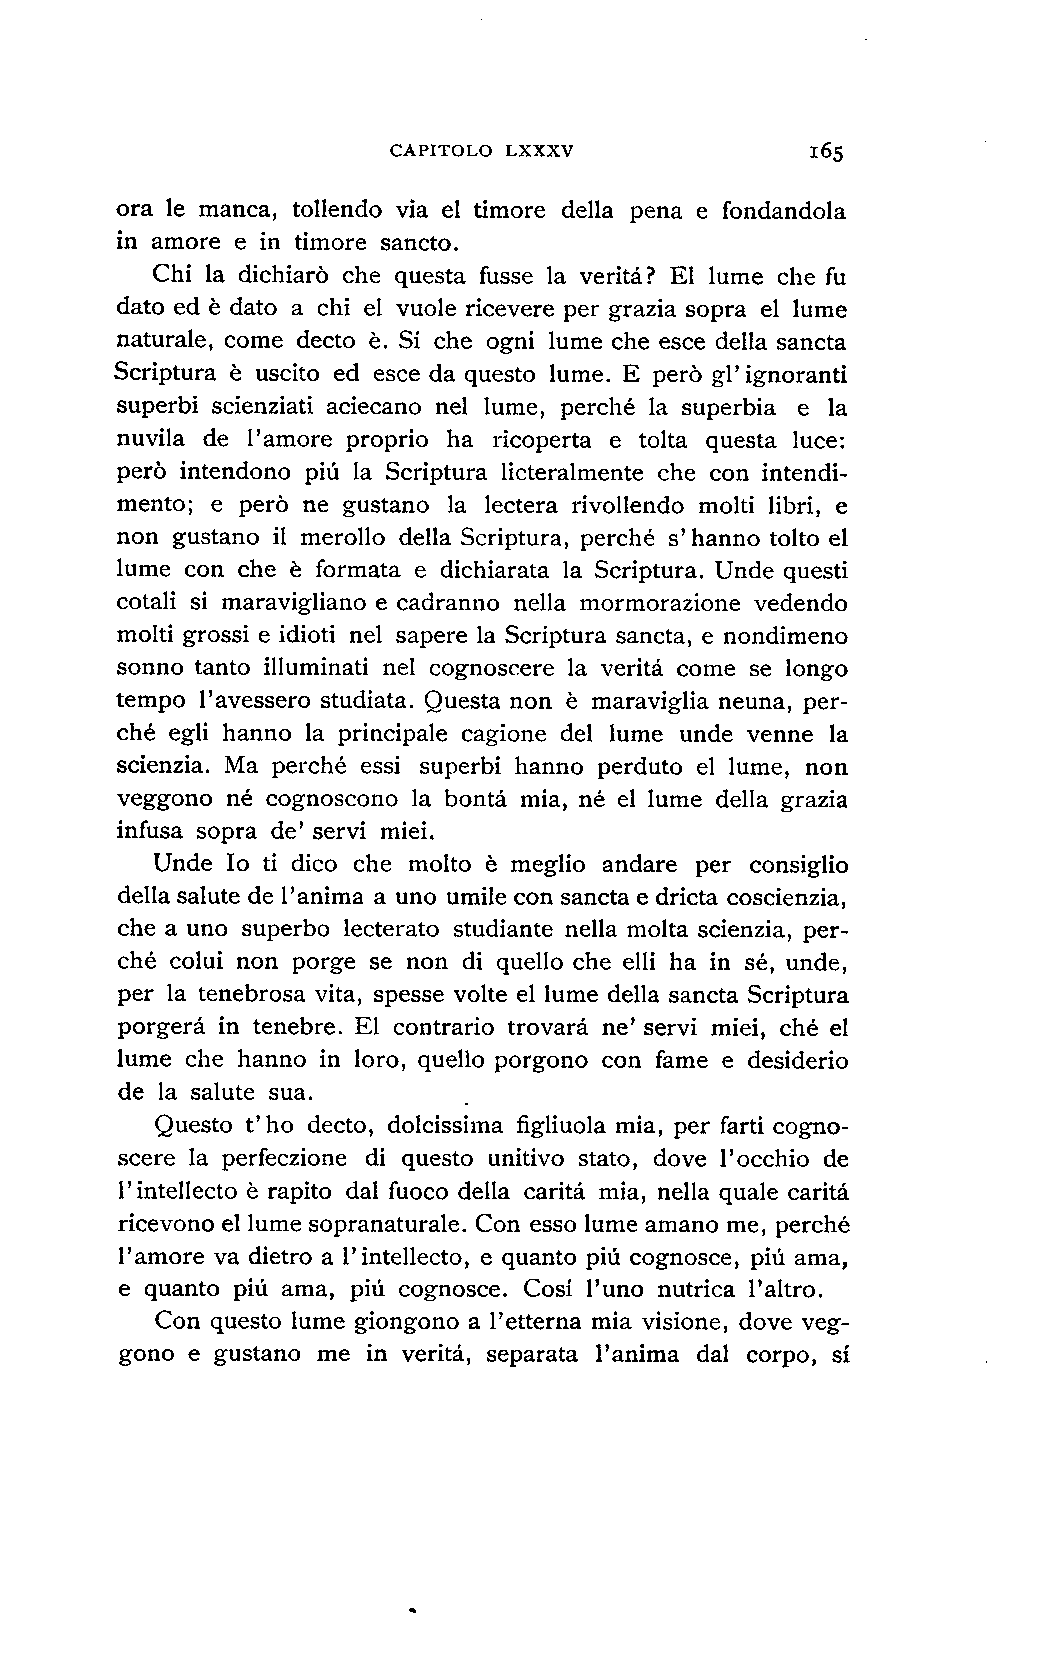 CAPITOLO LXXXV 165
ora le manca, tollendo via el timore della pena e fondandola
in amore e in timore sancto.
Chi la dichiarò che questa fusse la veritá? El lume che fu
dato ed è dato a chi el vuole ricevere per grazia sopra el lume
naturale, come decto è. Sí che ogni lume che esce della sancta
Scriptura è uscito ed esce da questo lume. E però gl'ignoranti
superbi scienziati aciecano nel lume, perché la superbia e la
nuvila de l'amore proprio ha ricoperta e tolta questa luce:
però intendono piú la Scriptura licteralmente che con intendi-
mento; e però ne gustano la lectera rivollendo molti libri, e
non gustano il merollo della Scriptura, perché s'hanno tolto el
lume con che è formata e dichiarata la Scriptura. Unde questi
cotali si maravigliano e cadranno nella mormorazione vedendo
molti grossi e idioti nel sapere la Scriptura sancta, e nondimeno
sonno tanto illuminati nel cognoscere la veritá come se longo
tempo l'avessero studiata. Questa non è maraviglia neuna, per-
ché egli hanno la principale cagione del lume unde venne la
scienzia. Ma perché essi superbi hanno perduto el lume, non
veggono né cognoscono la bontá mia, né el lume della grazia
infusa sopra de' servi miei.
Unde Io ti dico che molto è meglio andare per consiglio
della salute de l'anima a uno umile con sancta e dricta coscienzia,
che a uno superbo lecterato studiante nella molta scienzia, per-
ché colui non porge se non di quello che elli ha in sé, unde,
per la tenebrosa vita, spesse volte el lume della sancta Scriptura
porgerá in tenebre. El contrario trovará ne' servi miei, ché el
lume che hanno in loro, quello porgono con fame e desiderio
de la salute sua.
Questo t'ho decto, dolcissima figliuola mia, per farti cogno-
scere la perfeczione di questo unitivo stato, dove l'occhio de
l'intellecto è rapito dal fuoco della caritá mia, nella quale caritá
ricevono el lume sopranaturale. Con esso lume amano me, perché
l'amore va dietro a l'intellecto, e quanto piú cognosce, piú ama,
e quanto piú ama, piú cognosce. Cosí l'uno nutrica l'altro.
Con questo lume giongono a l'etterna mia visione, dove veg-
gono e gustano me in veritá, separata l'anima dal corpo, sí